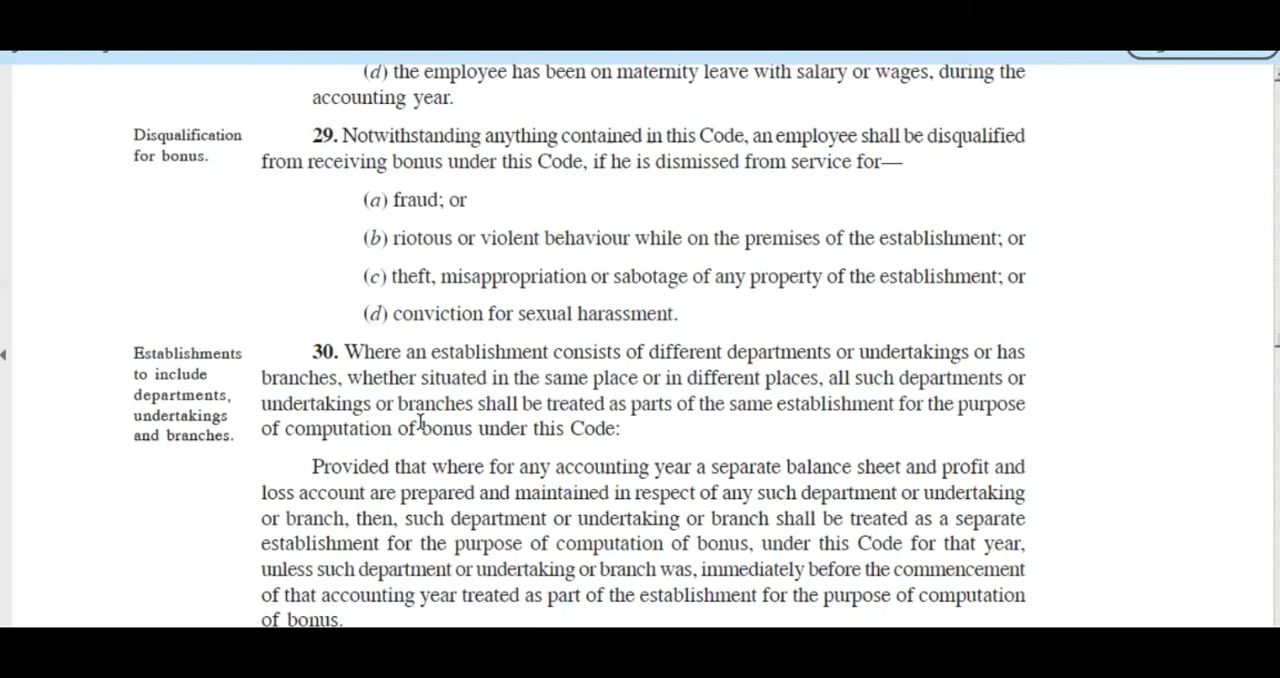 (d) the employee has been on maternity leave with salary or wages, during the
accounting year.
Disqualification
for bonus.
29. Notwithstanding anything contained in this Code, an employee shall be disqualified
from receiving bonus under this Code, if he is dismissed from service for—
(a) fraud; or
(b) riotous or violent behaviour while on the premises of the establishment; or
(c) theft, misappropriation or sabotage of any property of the establishment; or
(d) conviction for sexual harassment.
Establishments
to include
departments,
undertakings
and branches.
30. Where an establishment consists of different departments or undertakings or has
branches, whether situated in the same place or in different places, all such departments or
undertakings or branches shall be treated as parts of the same establishment for the purpose
of computation of bonus under this Code:
Provided that where for any accounting year a separate balance sheet and profit and
loss account are prepared and maintained in respect of any such department or undertaking
or branch, then, such department or undertaking or branch shall be treated as a separate
establishment for the purpose of computation of bonus, under this Code for that year,
unless such department or undertaking or branch was, immediately before the commencement
of that accounting year treated as part of the establishment for the purpose of computation
of bonus.